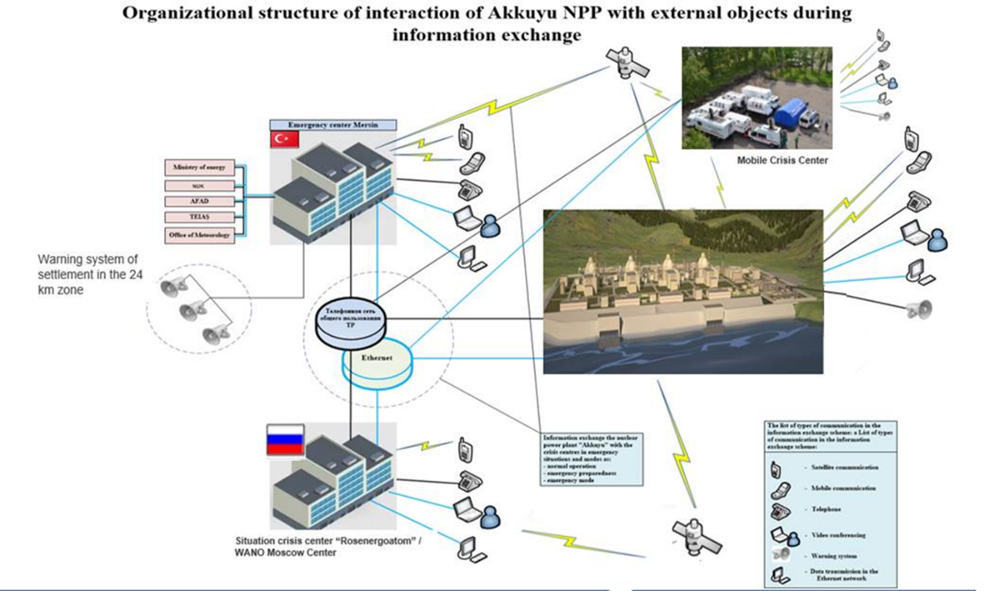 Organizational structure of interaction of Akkuyu NPP with external objects during
information exchange
Emergency center Mersin
Ministry of energy
AFAD
TEIAŞ
Office of Meteorology
Mobile Crisis Center
Warning system of
settlement in the 24
km zone
Телефонная сеть
общего пользования
ТР
Ethernet
Situation crisis center “Rosenergoatom” /
WANO Moscow Center
Information exchange the nuclear
power plant "Akkuyu" with the
crisis centres in emergency
situations and modes as:
- normal operation
- emergency preparedness
- emergency mode
The list of types of communication in the
information exchange scheme: a List of types
of communication in the information
exchange scheme:
- Satellite communication
- Mobile communication
- Telephone
- Video conferencing
- Warning system
- Data transmission in the
Ethernet network